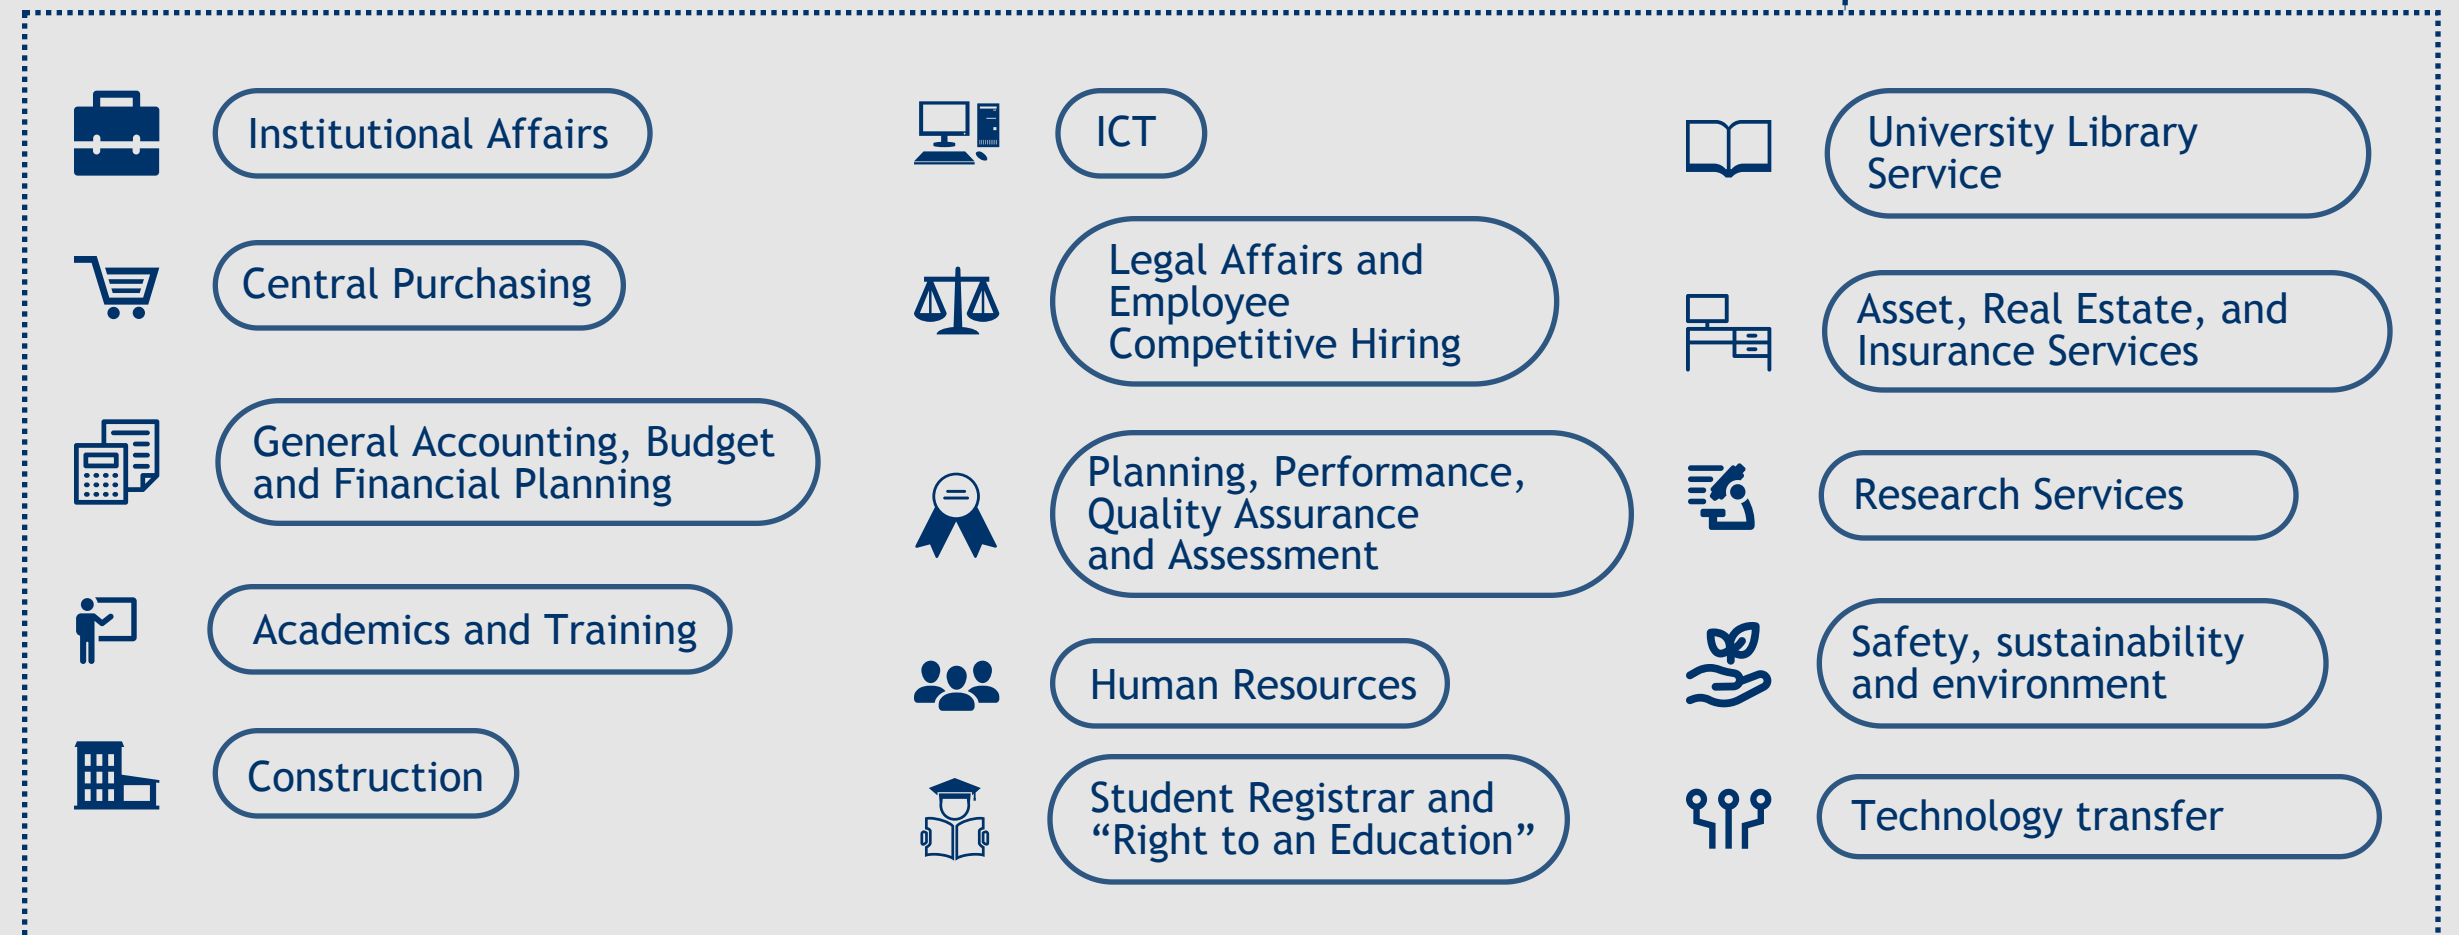 Institutional Affairs
Central Purchasing
General Accounting, Budget
and Financial Planning
Academics and Training
Construction
ICT
Legal Affairs and
Employee
Competitive Hiring
Planning, Performance,
Quality Assurance
and Assessment
Human Resources
Student Registrar and
“Right to an Education”
University Library
Service
Asset, Real Estate, and
Insurance Services
Research Services
Safety, sustainability
and environment
Technology transfer